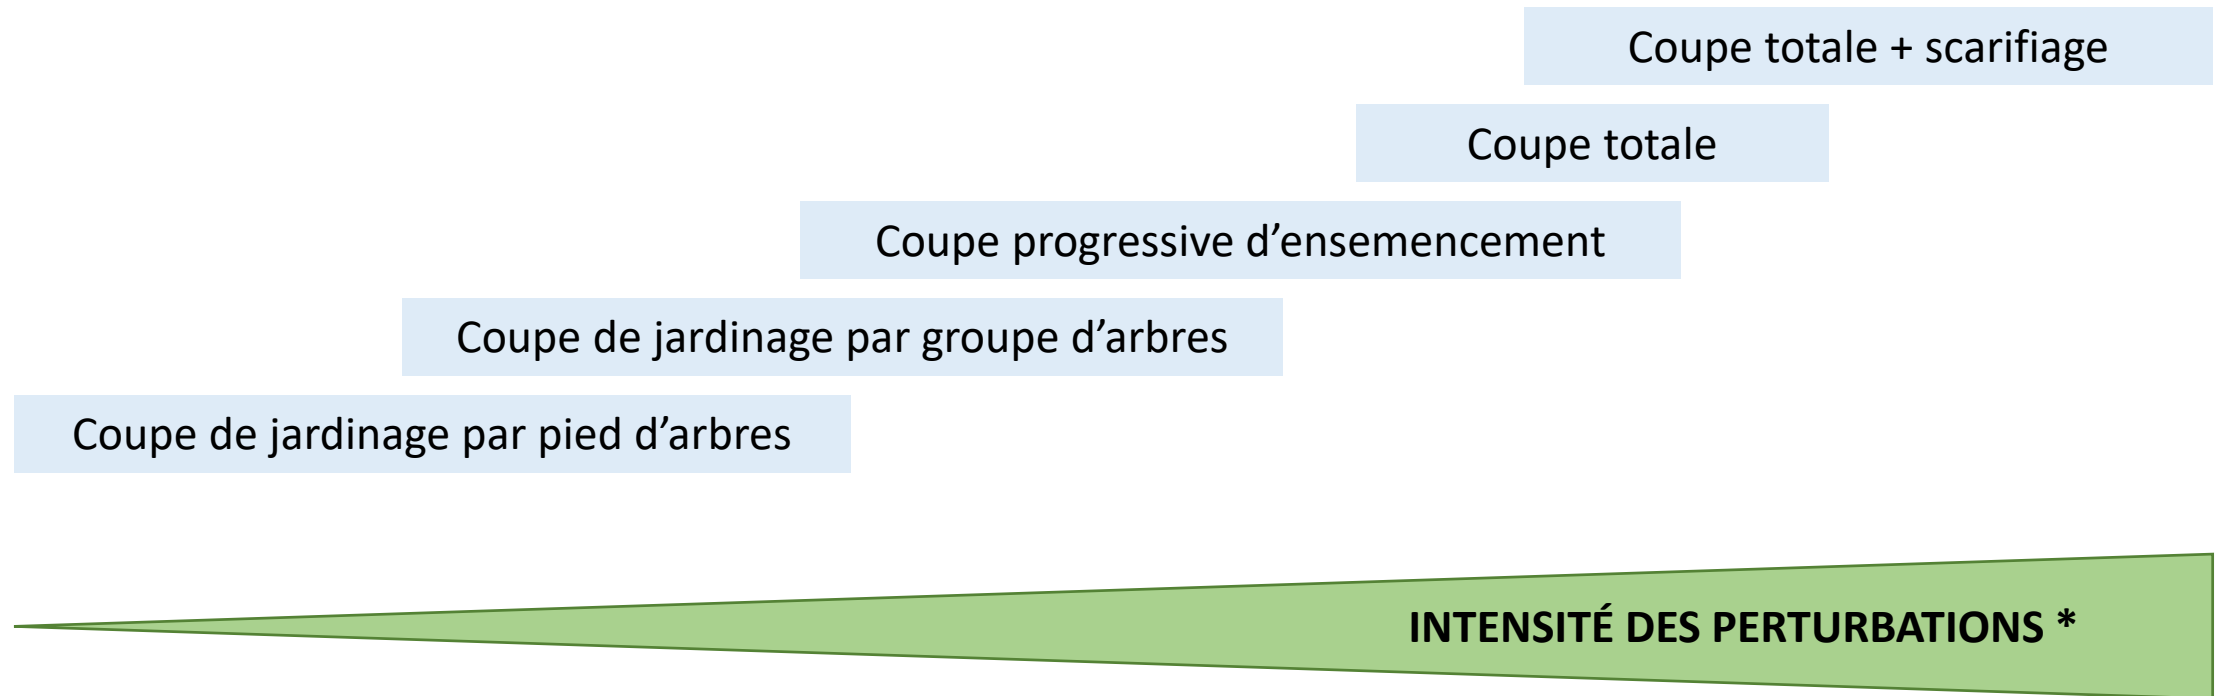 Coupe totale + scarifiage
Coupe totale
Coupe progressive d’ensemencement
Coupe de jardinage par groupe d’arbres
Coupe de jardinage par pied d’arbres
INTENSITÉ DES PERTURBATIONS *